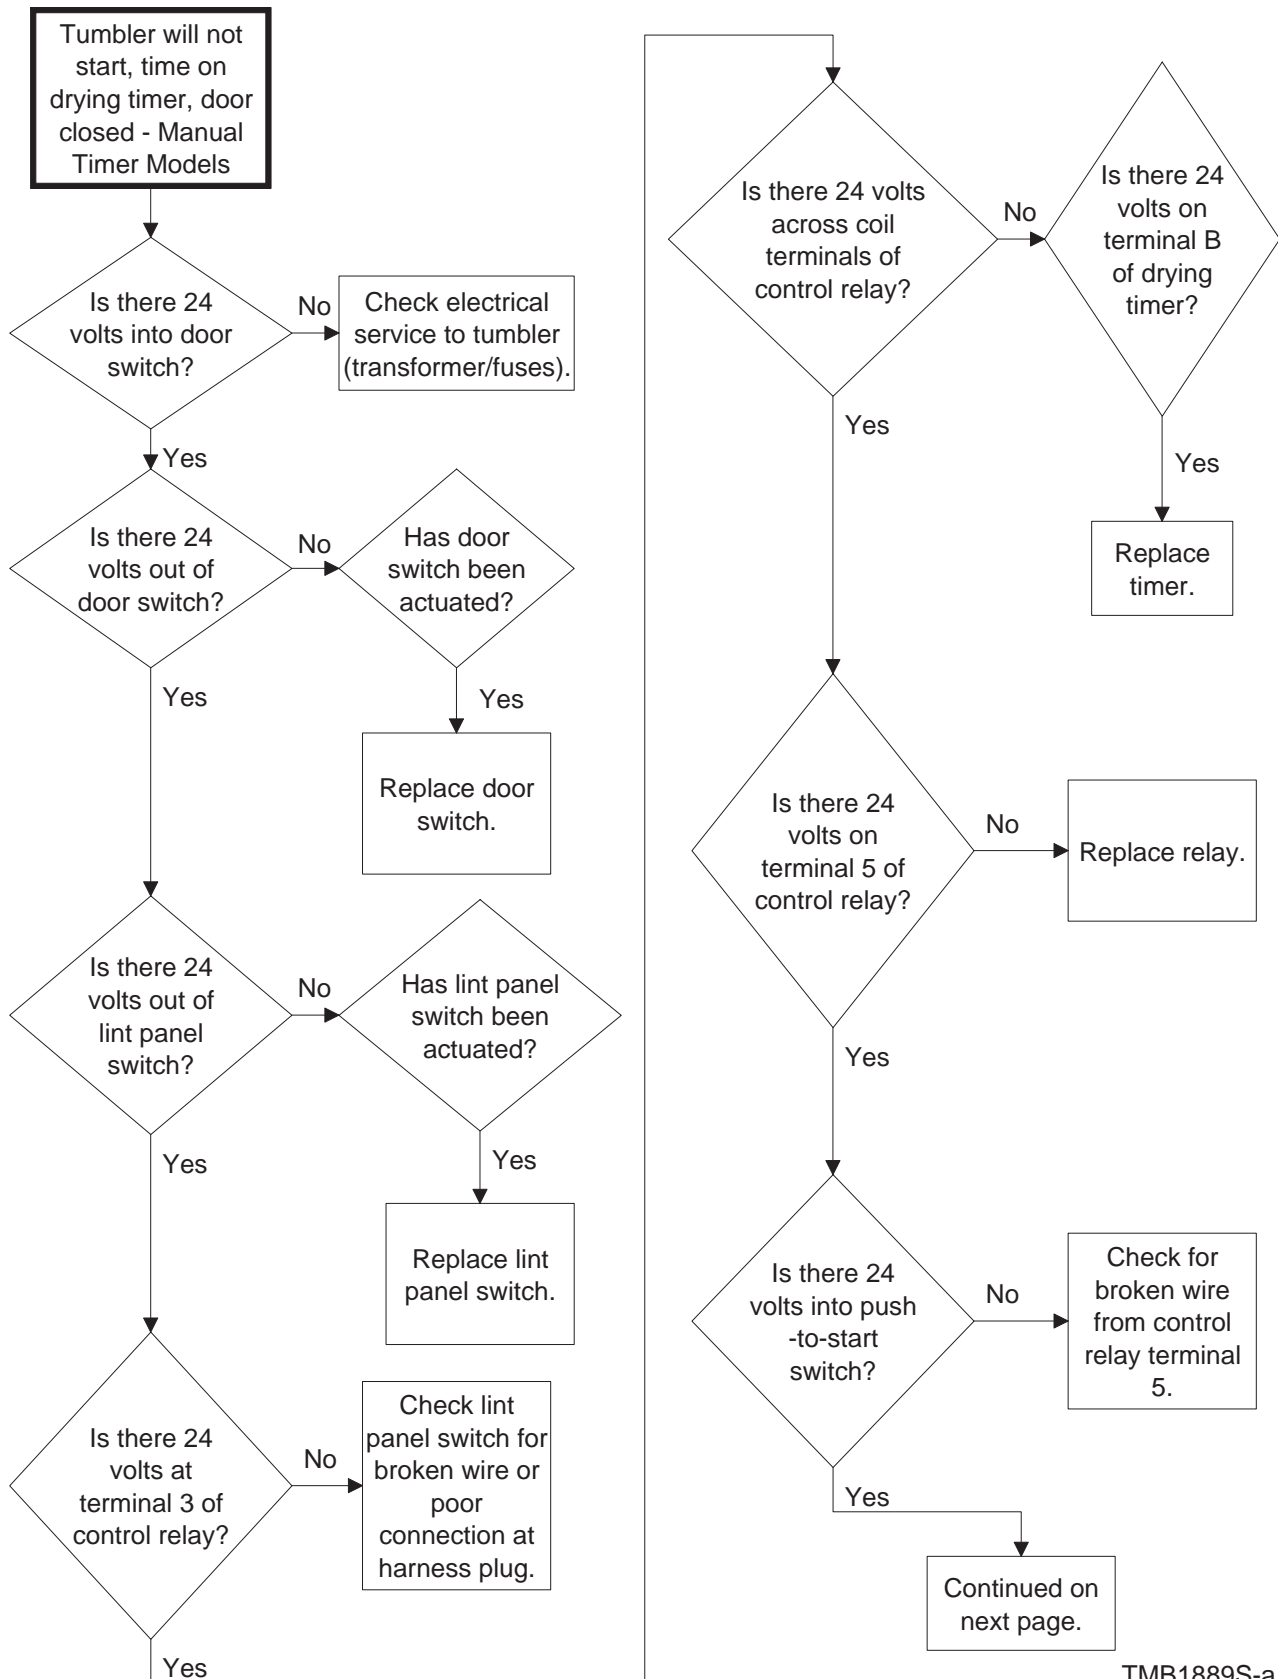 Tumbler will not
start, time on
drying timer, door
closed - Manual
Timer Models
Is there 24
volts into door
switch?
No
Check electrical
service to tumbler
(transformer/fuses).
Yes
Is there 24
volts out of
door switch?
No
Has door
switch been
actuated?
Yes
Replace door
switch.
Yes
Is there 24
volts out of
lint panel
switch?
No
Has lint panel
switch been
actuated?
Yes
Replace lint
panel switch.
Yes
Is there 24
volts at
terminal 3 of
control relay?
No
Check lint
panel switch for
broken wire or
poor
connection at
harness plug.
Yes
Is there 24 volts
across coil
terminals of
control relay?
No
Is there 24
volts on
terminal B
of drying
timer?
Yes
Replace
timer.
Yes
Is there 24
volts on
terminal 5 of
control relay?
No
Replace relay.
Yes
Is there 24
volts into push
-to-start
switch?
No
Check for
broken wire
from control
relay terminal
5.
Yes
Continued on
next page.
TMB1889S-a